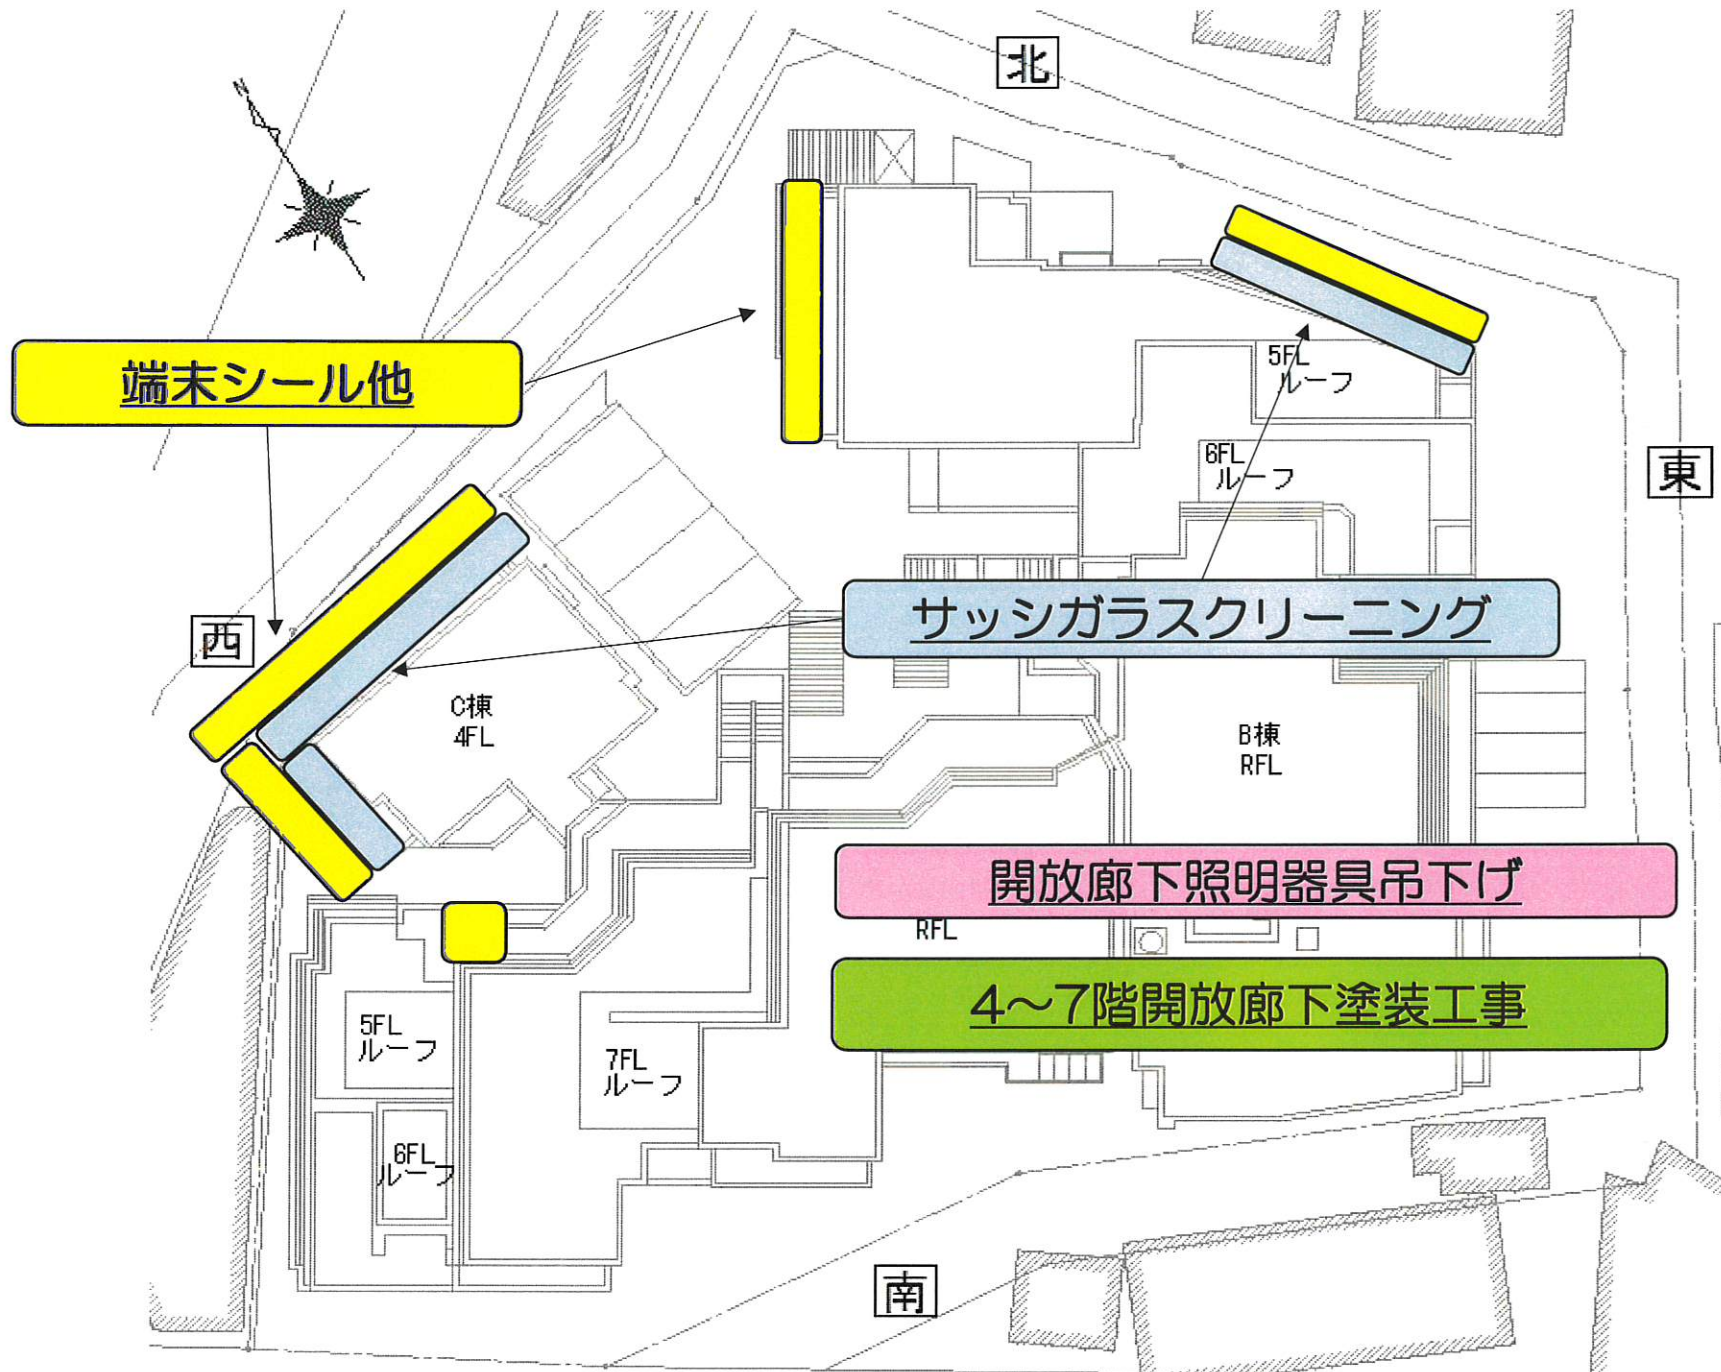 北
N
端末シール他
5FL
ルーフ
6FL
ルーフ
東
サッシガラスクリーニング
西
C棟
4FL
B棟
RFL
開放廊下照明器具吊下げ
RFL
4～7階開放廊下塗装工事
5FL
ルーフ
7FL
ルーフ
6FL
ルーフ
南